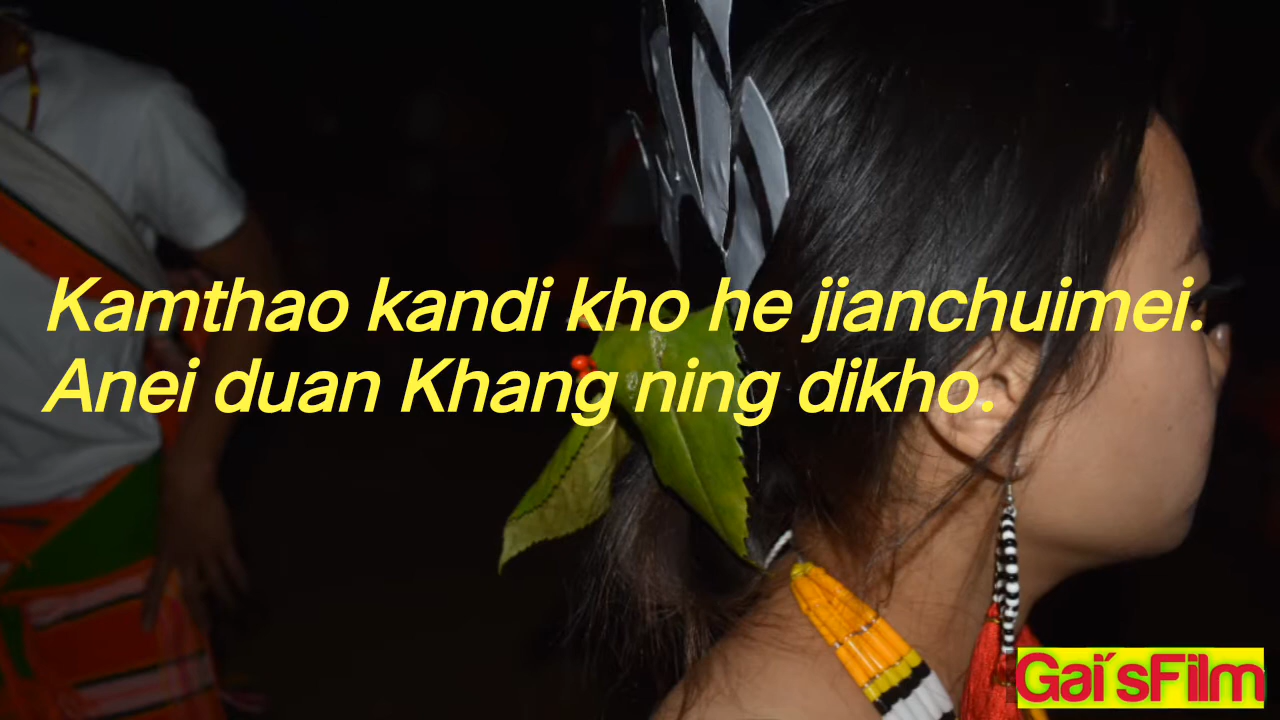 Kamthao kandi kho he jianchuimei.
Anei duan Khang ning dikho.
Gai´sFilm